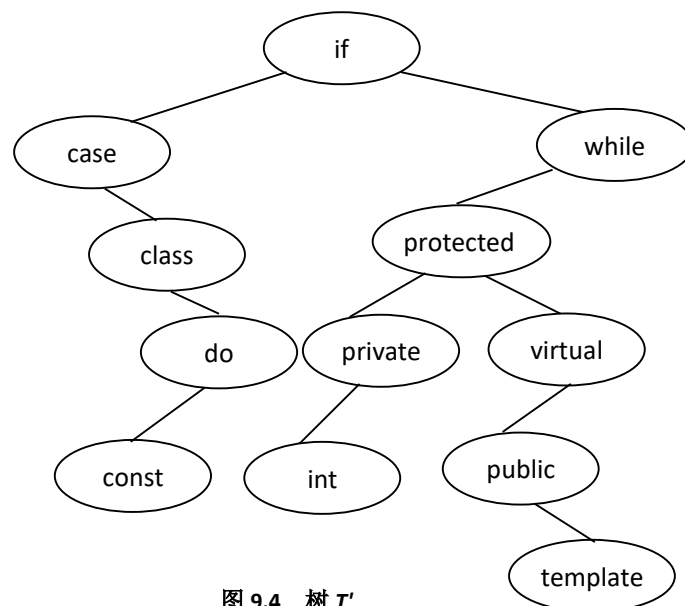 if
case
while
class
protected
do
private
virtual
const
int
public
template
图 9.4 树 T'